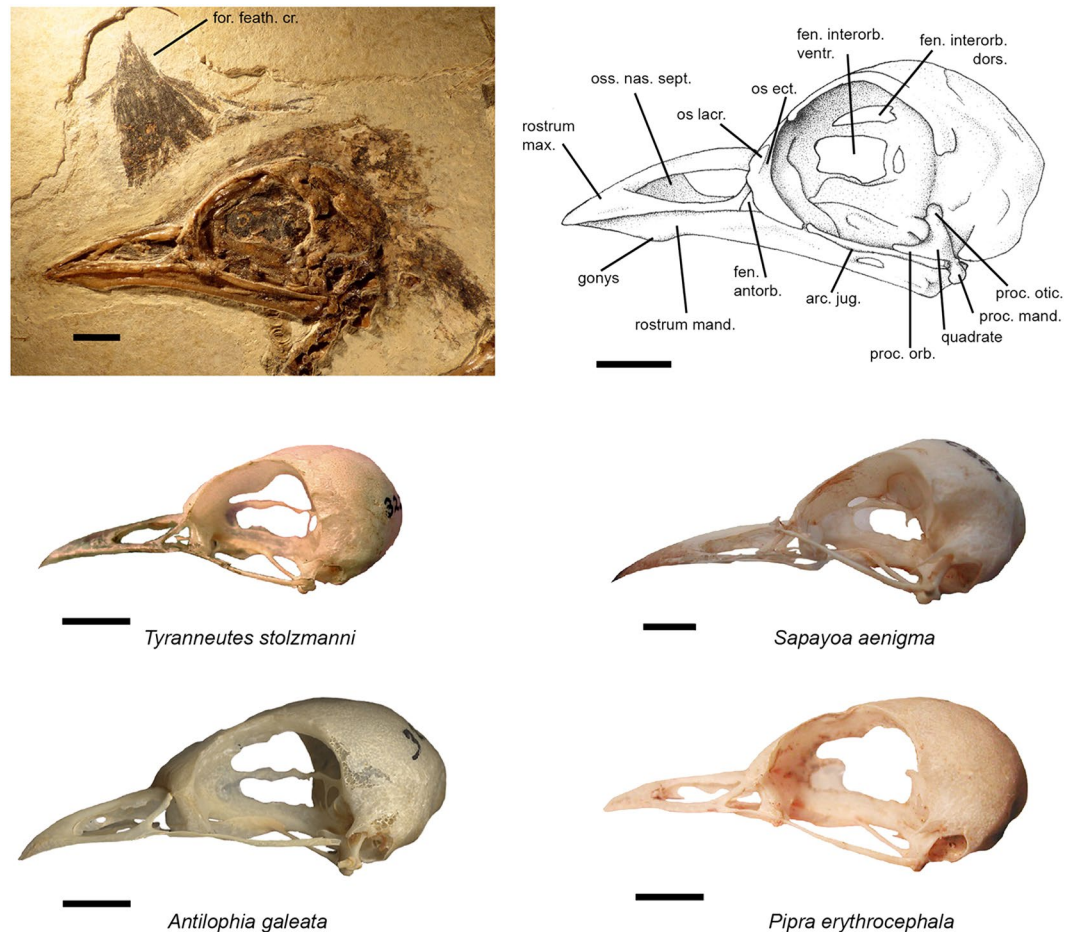 for. feath. cr.
fen. interorb.
ventr.
fen. interorb.
dors.
oss. nas. sept.
os ect.
os lacr.
rostrum
max.
gonys
fen.
antorb.
rostrum mand.
arc. jug.
proc. otic.
proc. mand.
quadrate
proc. orb.
Tyranneutes stolzmanni
Sapayoa aenigma
Antilophia galeata
Pipra erythrocephala